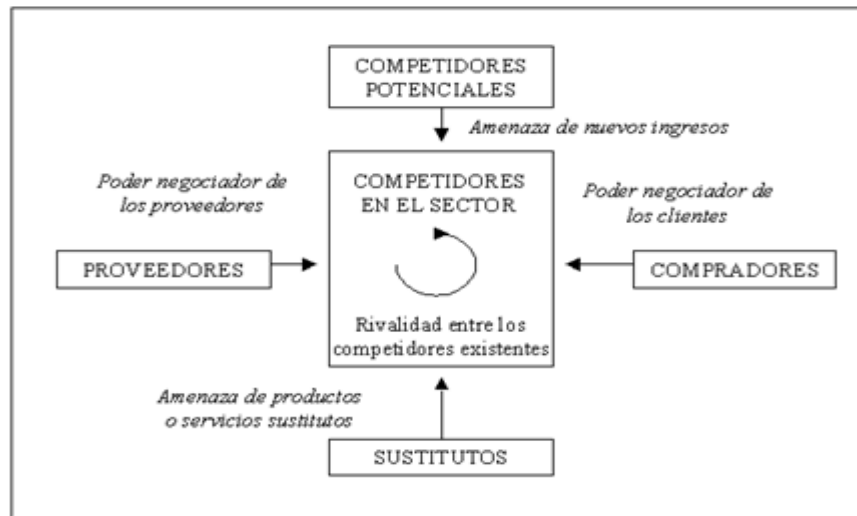 COMPETIDORES
POTENCIALES
Amenaza de nuevos ingresos
Poder negociador de
los proveedores
COMPETIDORES
EN EL SECTOR
Poder negociador de
los clientes
PROVEEDORES
COMPRADORES
Rivalidad entre los
competidores existentes
Amenaza de productos
o servicios sustitutos
SUSTITUTOS